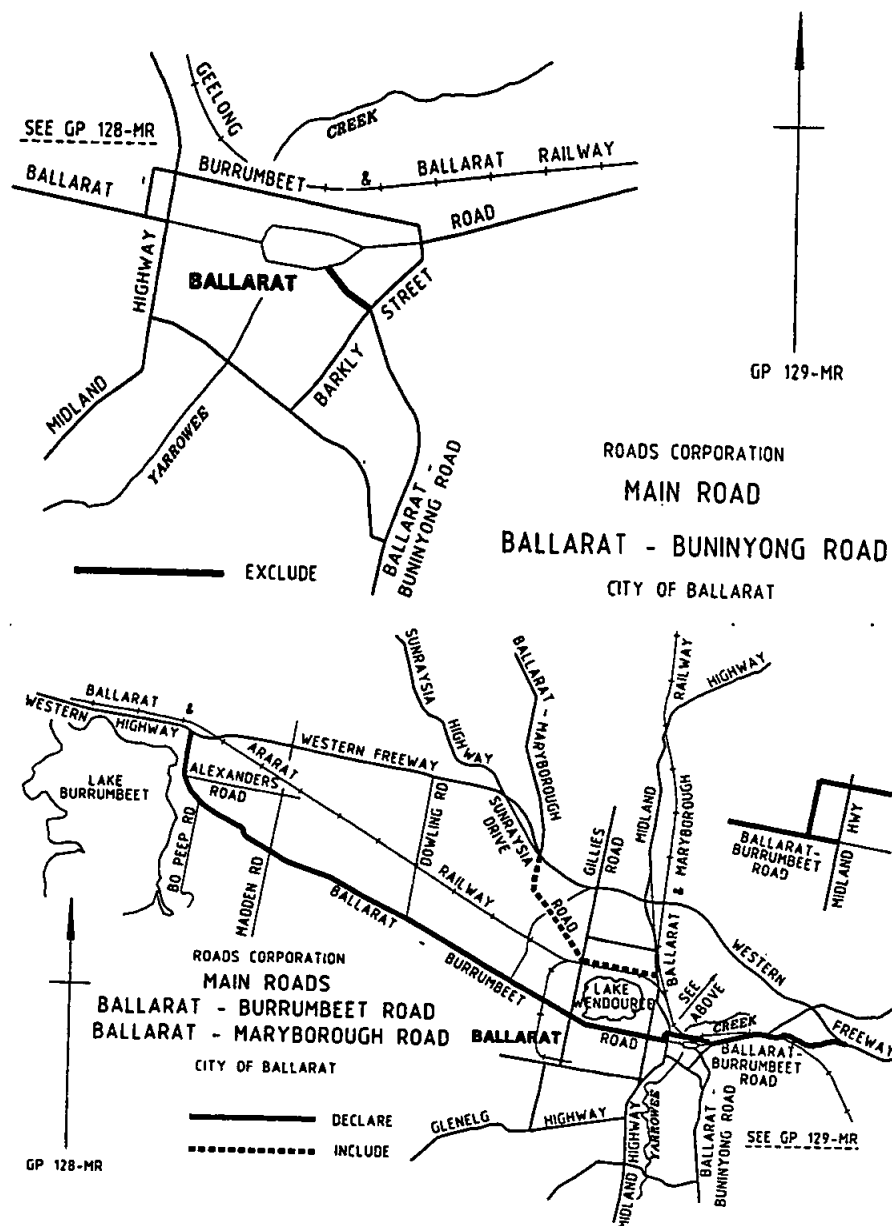 GEELONG
CREEK
SEE GP 128-MR
BURRUMBEET & BALLARAT RAILWAY
BALLARAT
ROAD
HIGHWAY
BALLARAT
STREET
BARKLY
MIDLAND
YARROWEE
BALLARAT -
BUNINYONG ROAD
EXCLUDE
GP 129-MR
ROADS CORPORATION
MAIN ROAD
BALLARAT - BUNINYONG ROAD
CITY OF BALLARAT
SUNRAYSIA
HIGHWAY
BALLARAT - MARYBOROUGH
RAILWAY
HIGHWAY
BALLARAT &
WESTERN
HIGHWAY
WESTERN FREEWAY
ARARAT
LAKE
BURRUMBEET
ALEXANDERS
ROAD
BO PEEP RD
MADDEN RD
DOWLING RD
SUNRAYSIA
DRIVE
GILLIES
ROAD
MIDLAND
BALLARAT & MARYBOROUGH
BALLARAT-
BURRUMBEET
ROAD
MIDLAND HWY
RAILWAY
ROAD
BALLARAT - BURRUMBEET
WESTERN
FREEWAY
LAKE
WENDOUREE
SEE
ABOVE
CREEK
ROADS CORPORATION
MAIN ROADS
BALLARAT - BURRUMBEET ROAD
BALLARAT - MARYBOROUGH ROAD
CITY OF BALLARAT
BALLARAT
ROAD
BALLARAT-
BURRUMBEET
ROAD
DECLARE
INCLUDE
GLENELG
HIGHWAY
MIDLAND HIGHWAY
YARROWEE
BALLARAT -
BUNINYONG ROAD
SEE GP 129-MR
GP 128-MR